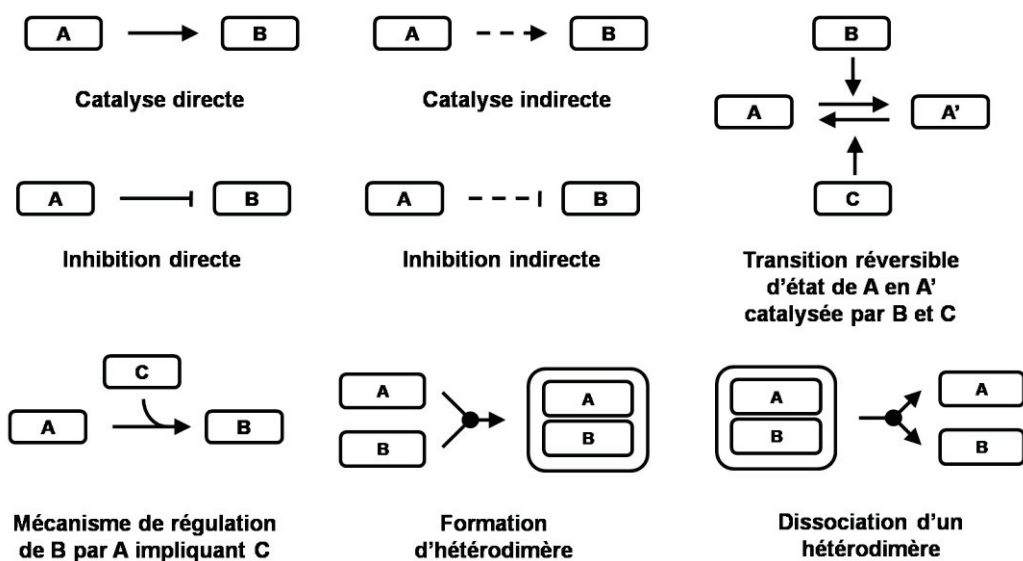 A
B
Catalyse directe
A
B
Catalyse indirecte
B
A
A'
C
Transition réversible
d'état de A en A'
catalysée par B et C
A
B
Inhibition directe
A
B
Inhibition indirecte
C
A
B
Mécanisme de régulation
de B par A impliquant C
A
B
A
B
Formation
d'hétérodimère
A
B
A
B
Dissociation d'un
hétérodimère